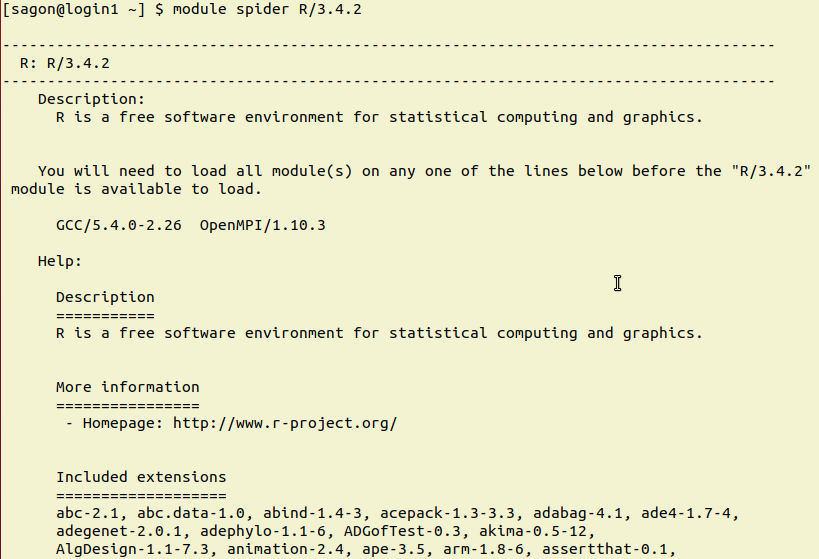 [sagon@login1 ~] $ module spider R/3.4.2
--------------------------------------------------------------------------------------
R: R/3.4.2
--------------------------------------------------------------------------------------
Description:
R is a free software environment for statistical computing and graphics.
You will need to load all module(s) on any one of the lines below before the "R/3.4.2"
module is available to load.
GCC/5.4.0-2.26  OpenMPI/1.10.3
Help:
Description
===========
R is a free software environment for statistical computing and graphics.
More information
================
- Homepage: http://www.r-project.org/
Included extensions
===================
abc-2.1, abc.data-1.0, abind-1.4-3, acepack-1.3-3.3, adabag-4.1, ade4-1.7-4,
adegenet-2.0.1, adephylo-1.1-6, ADGofTest-0.3, akima-0.5-12,
AlgDesign-1.1-7.3, animation-2.4, ape-3.5, arm-1.8-6, assertthat-0.1,